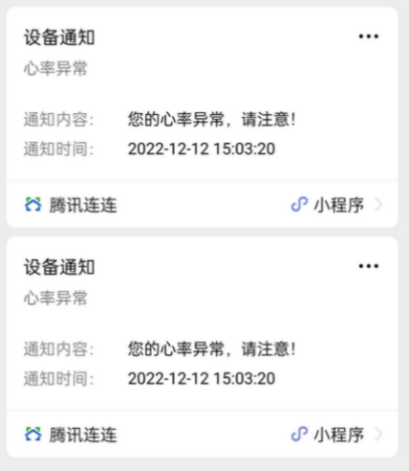 设备通知
心率异常
通知内容： 您的心率异常，请注意！
通知时间： 2022-12-12 15:03:20
腾讯连连 小程序
设备通知
心率异常
通知内容： 您的心率异常，请注意！
通知时间： 2022-12-12 15:03:20
腾讯连连 小程序